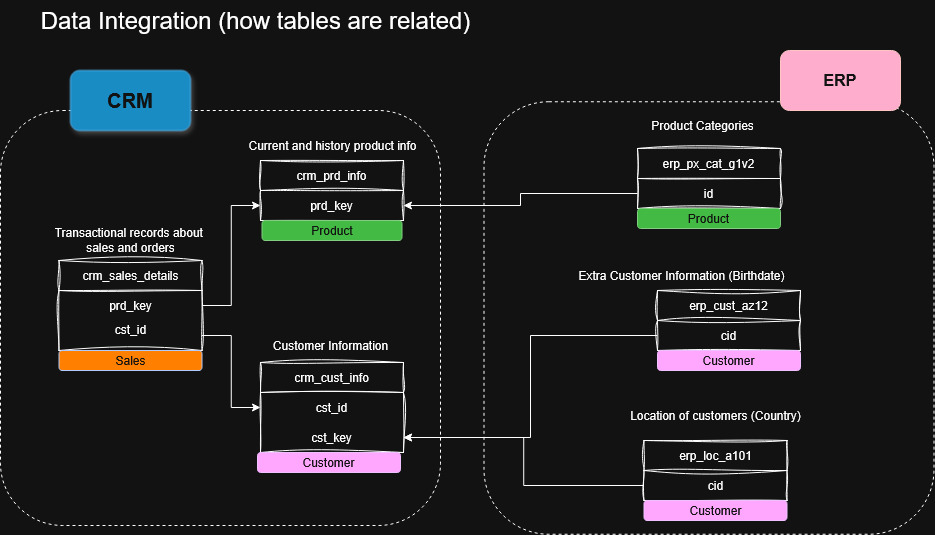 Data Integration (how tables are related)
CRM
ERP
Current and history product info
crm_prd_info
prd_key
Product
Transactional records about
sales and orders
crm_sales_details
prd_key
cst_id
Sales
Customer Information
crm_cust_info
cst_id
cst_key
Customer
Product Categories
erp_px_cat_g1v2
id
Product
Extra Customer Information (Birthdate)
erp_cust_az12
cid
Customer
Location of customers (Country)
erp_loc_a101
cid
Customer